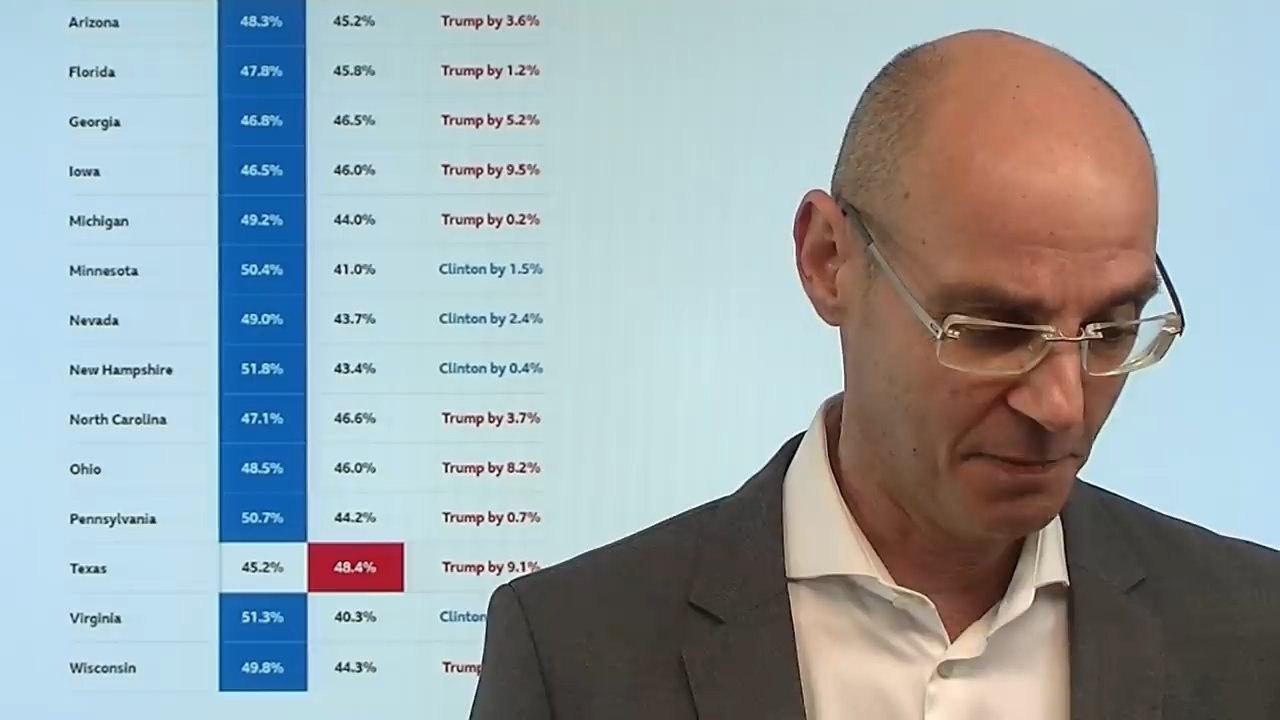 Arizona 48.3% 45.2% Trump by 3.6%
Florida 47.8% 45.8% Trump by 1.2%
Georgia 46.8% 46.5% Trump by 5.2%
Iowa 46.5% 46.0% Trump by 9.5%
Michigan 49.2% 44.0% Trump by 0.2%
Minnesota 50.4% 41.0% Clinton by 1.5%
Nevada 49.0% 43.7% Clinton by 2.4%
New Hampshire 51.8% 43.4% Clinton by 0.4%
North Carolina 47.1% 46.6% Trump by 3.7%
Ohio 48.5% 46.0% Trump by 8.2%
Pennsylvania 50.7% 44.2% Trump by 0.7%
Texas 45.2% 48.4% Trump by 9.1%
Virginia 51.3% 40.3% Clinton
Wisconsin 49.8% 44.3% Trump